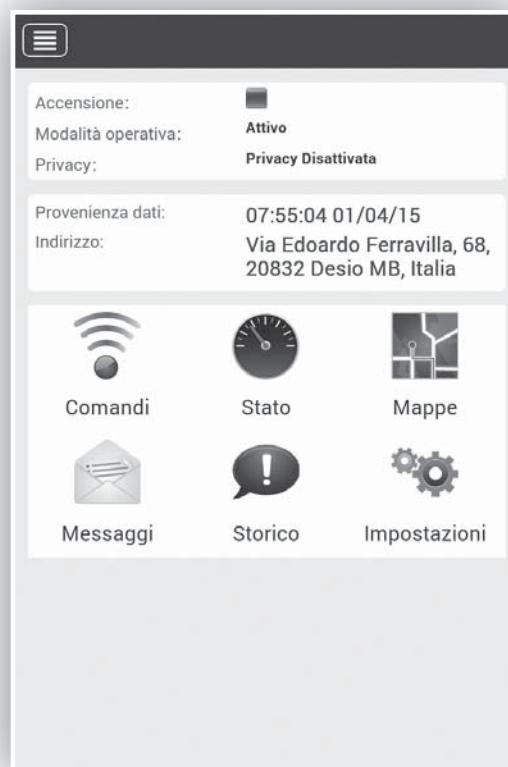 Accensione:
Modalità operativa: Attivo
Privacy: Privacy Disattivata
Provenienza dati: 07:55:04 01/04/15
Indirizzo: Via Edoardo Ferravilla, 68,
20832 Desio MB, Italia
Comandi Stato Mappe
Messaggi Storico Impostazioni